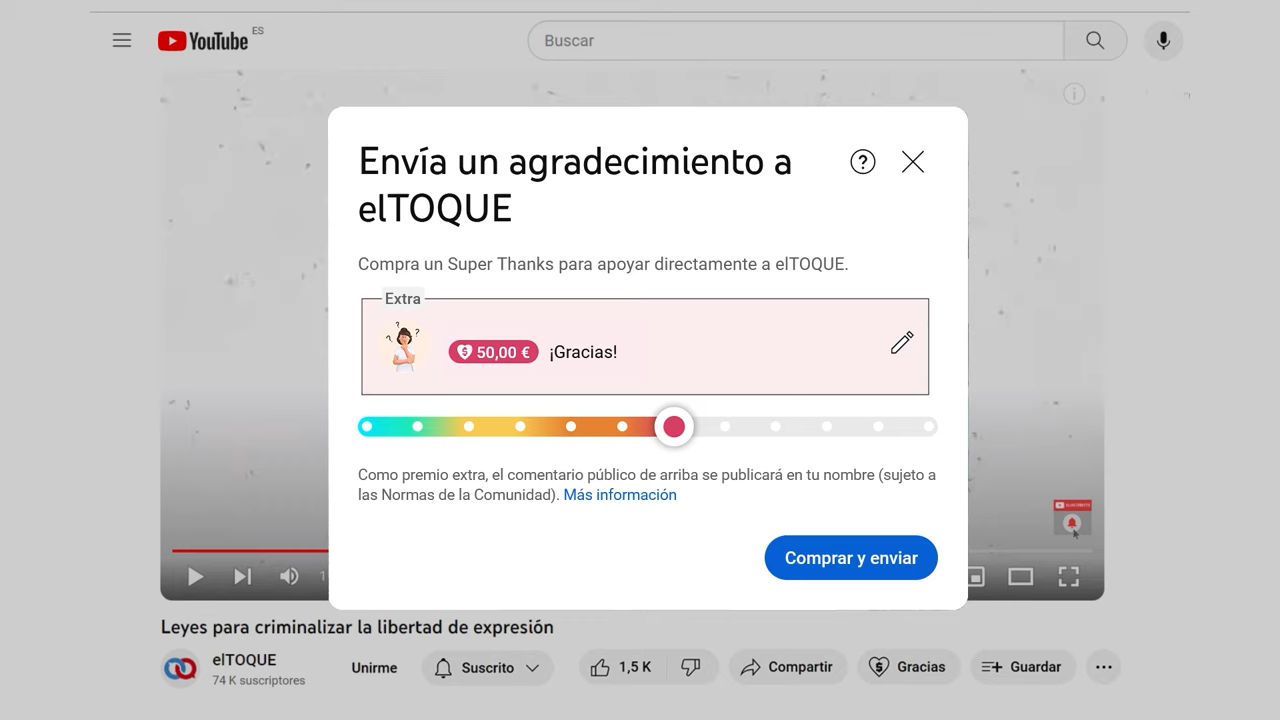 YouTube ES
Buscar
Envía un agradecimiento a
elTOQUE
Compra un Super Thanks para apoyar directamente a elTOQUE.
Extra
50,00 € ¡Gracias!
Como premio extra, el comentario público de arriba se publicará en tu nombre (sujeto a
las Normas de la Comunidad). Más información
Comprar y enviar
Leyes para criminalizar la libertad de expresión
elTOQUE
74 K suscriptores
Unirme
Suscrito
1,5 K
Compartir
Gracias
Guardar